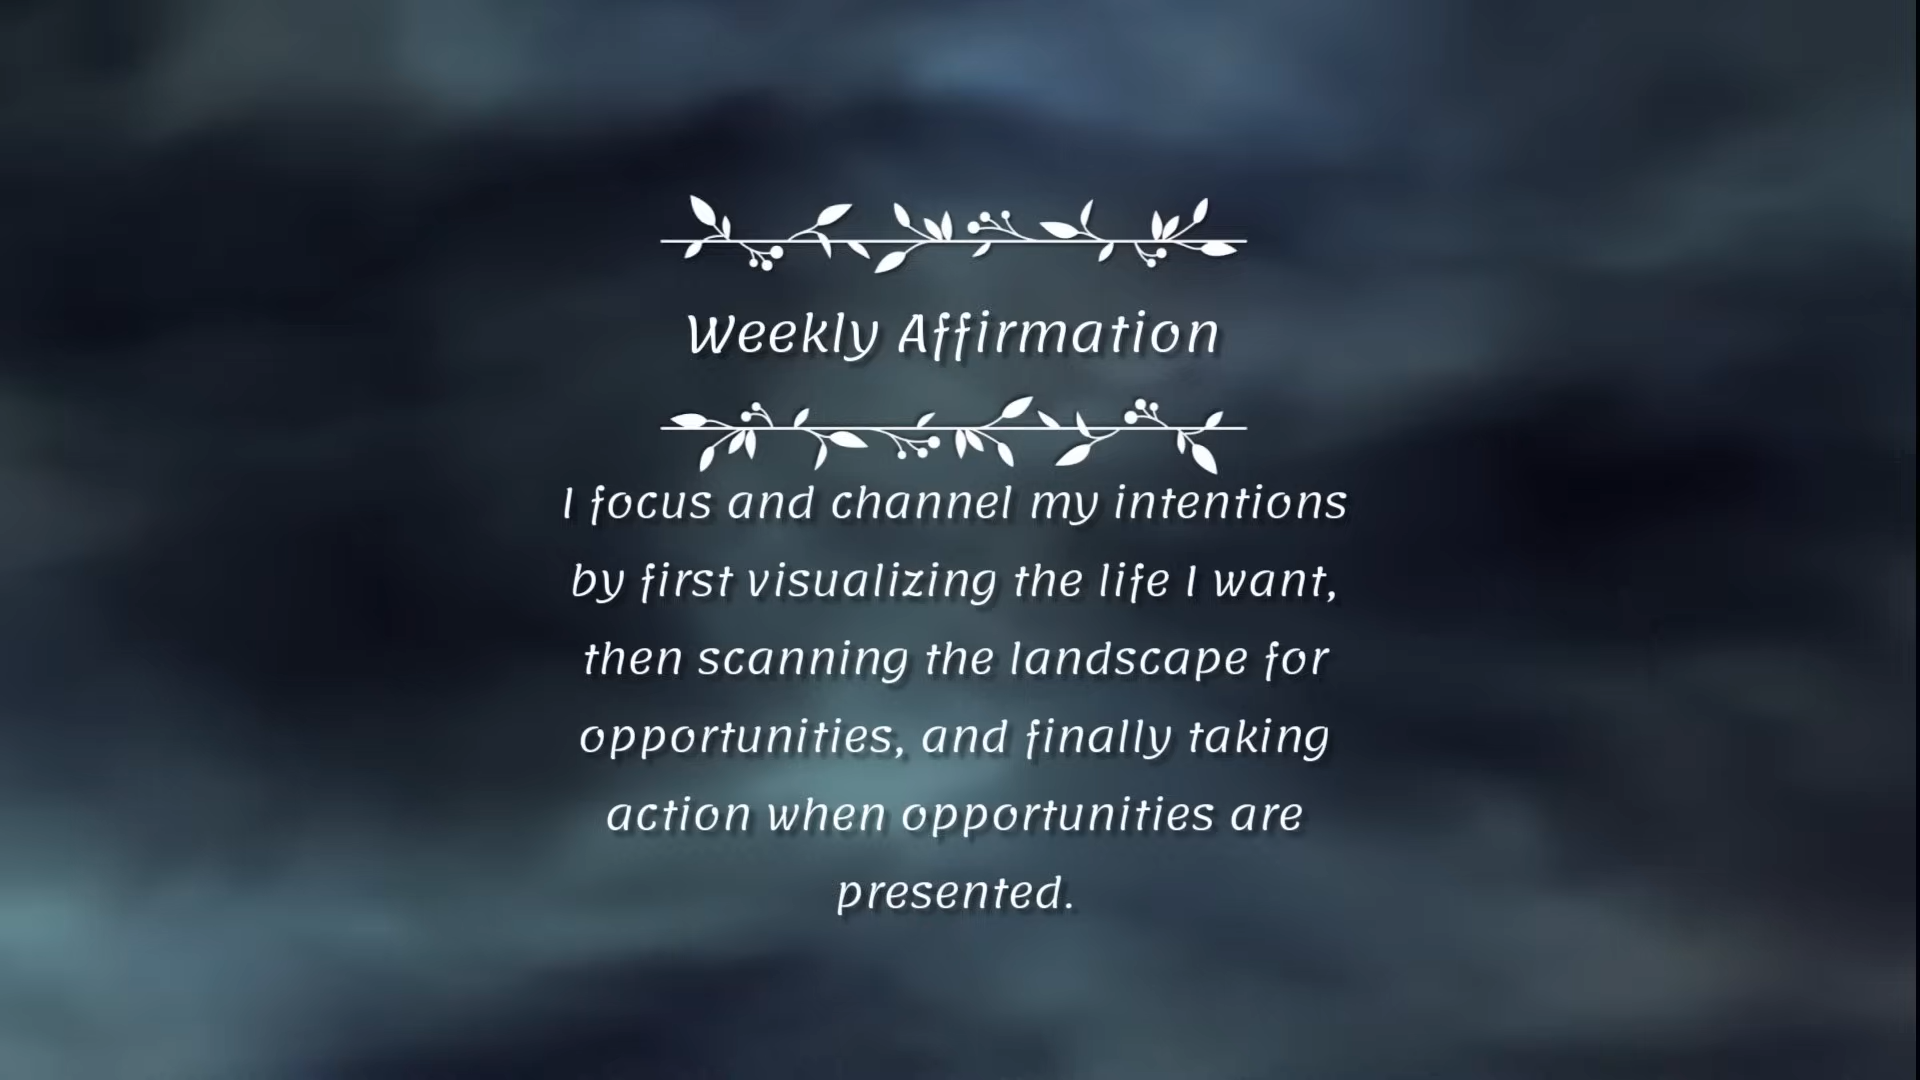 Weekly Affirmation
I focus and channel my intentions
by first visualizing the life I want,
then scanning the landscape for
opportunities, and finally taking
action when opportunities are
presented.